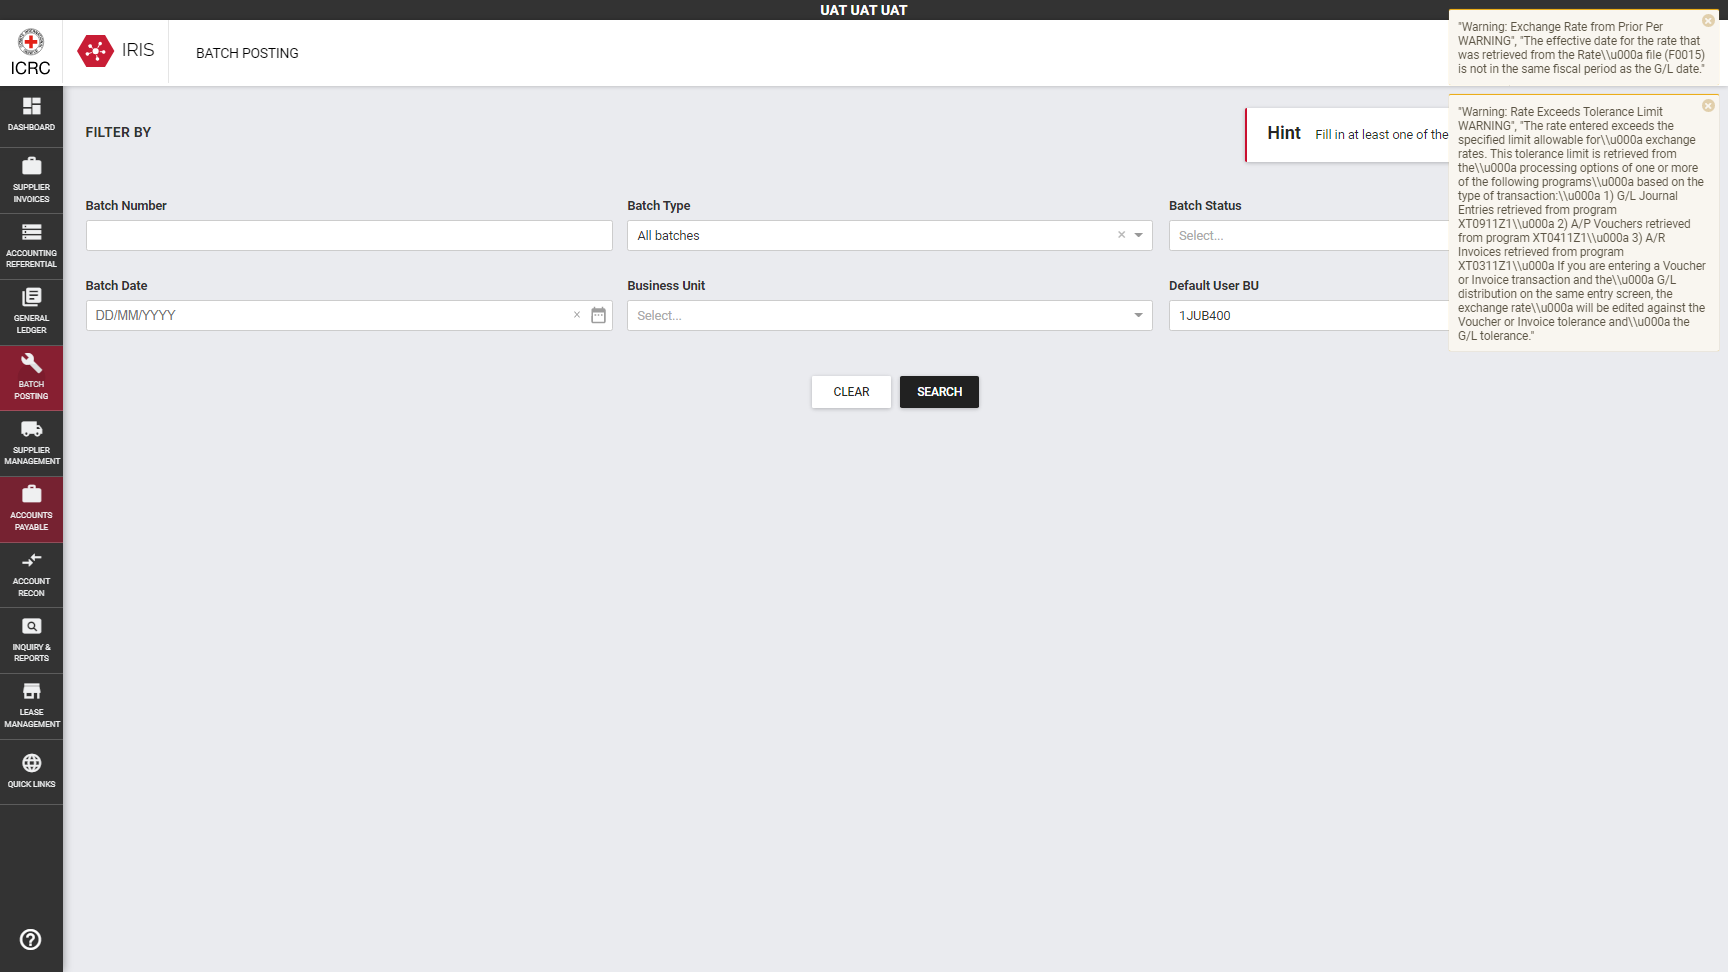 UAT UAT UAT
ICRC
IRIS
BATCH POSTING
DASHBOARD
SUPPLIER
INVOICES
ACCOUNTING
REFERENTIAL
GENERAL
LEDGER
BATCH
POSTING
SUPPLIER
MANAGEMENT
ACCOUNTS
PAYABLE
ACCOUNT
RECON
INQUIRY &
REPORTS
LEASE
MANAGEMENT
QUICK LINKS
FILTER BY
Hint Fill in at least one of the
Batch Number
Batch Type
All batches
Batch Status
Select...
Batch Date
DD/MM/YYYY
Business Unit
Select...
Default User BU
1JUB400
CLEAR
SEARCH
"Warning: Exchange Rate from Prior Per
WARNING", "The effective date for the rate that
was retrieved from the Rate\\u000a file (F0015)
is not in the same fiscal period as the G/L date."
"Warning: Rate Exceeds Tolerance Limit
WARNING", "The rate entered exceeds the
specified limit allowable for\\u000a exchange
rates. This tolerance limit is retrieved from
the\\u000a processing options of one or more
of the following programs\\u000a based on the
type of transaction:\\u000a 1) G/L Journal
Entries retrieved from program
XT0911Z1\\u000a 2) A/P Vouchers retrieved
from program XT0411Z1\\u000a 3) A/R
Invoices retrieved from program
XT0311Z1\\u000a If you are entering a Voucher
or Invoice transaction and the\\u000a G/L
distribution on the same entry screen, the
exchange rate\\u000a will be edited against the
Voucher or Invoice tolerance and\\u000a the
G/L tolerance."